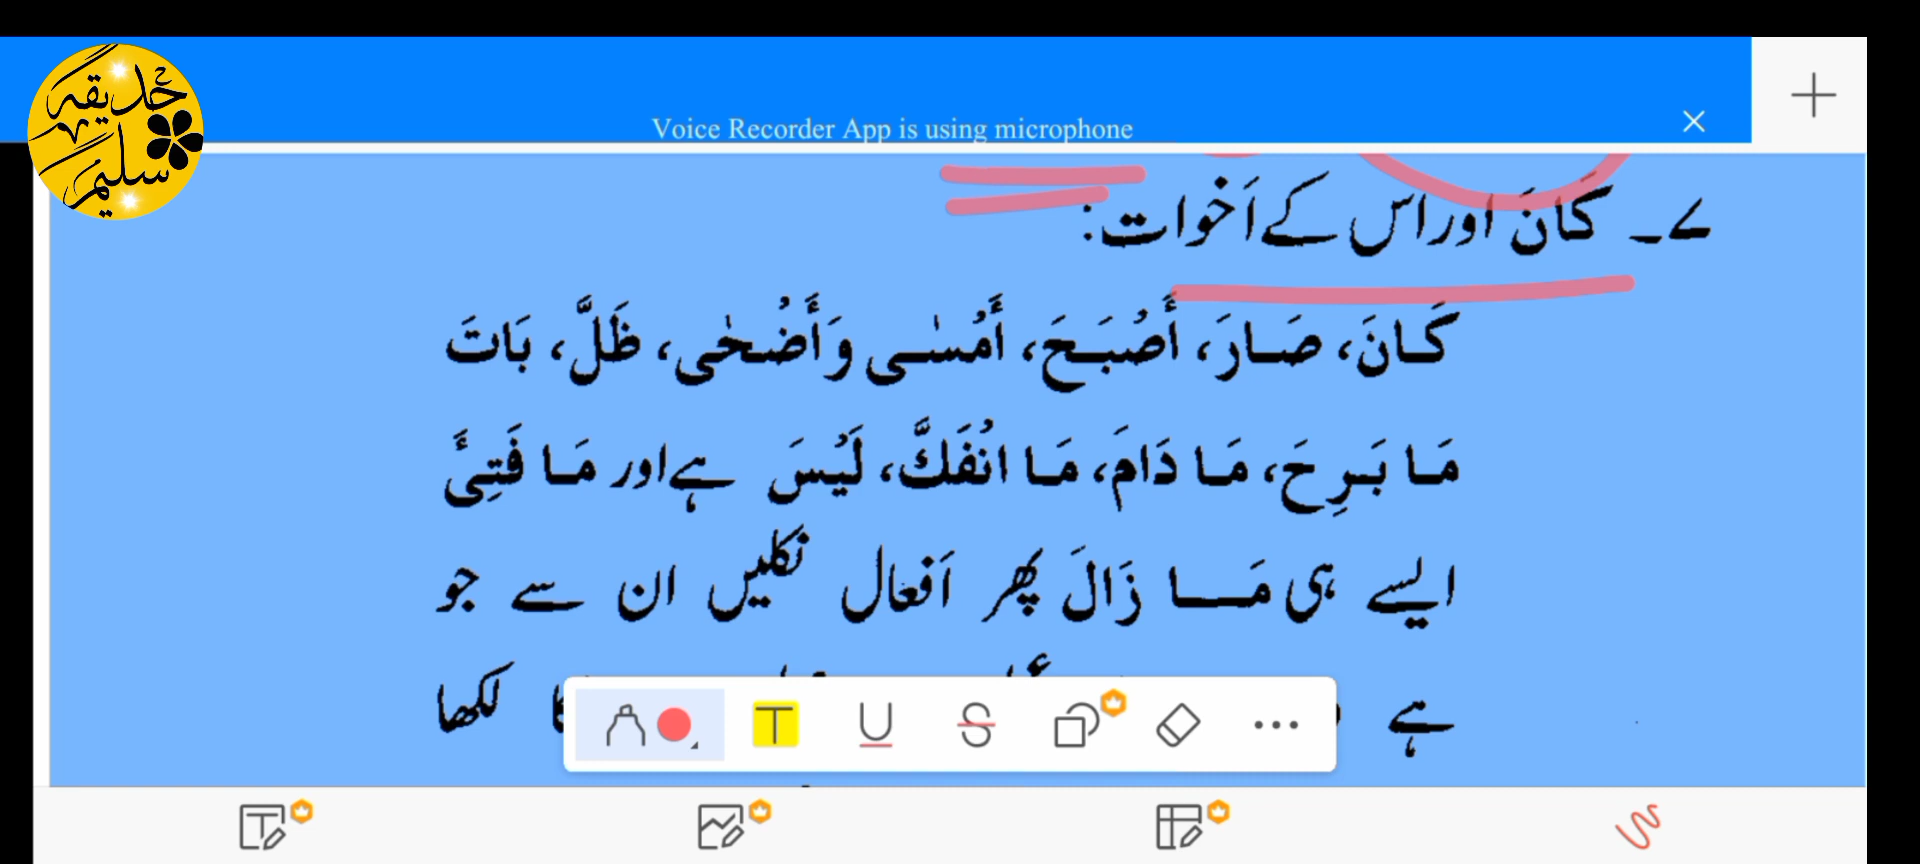 حدیقہ
سلیم
Voice Recorder App is using microphone
۷۔ کَانَ اور اس کے اَخوات:
کَانَ، صَارَ، أَصْبَحَ، أَمْسٰی وَأَضْحٰی، ظَلَّ، بَاتَ
مَا بَرِحَ، مَا دَامَ، مَا انْفَكَّ، لَیْسَ ہے اور مَا فَتِیَٔ
ایسے ہی مَا زَالَ پھر اَفعال نکلیں ان سے جو
ہے لکھا